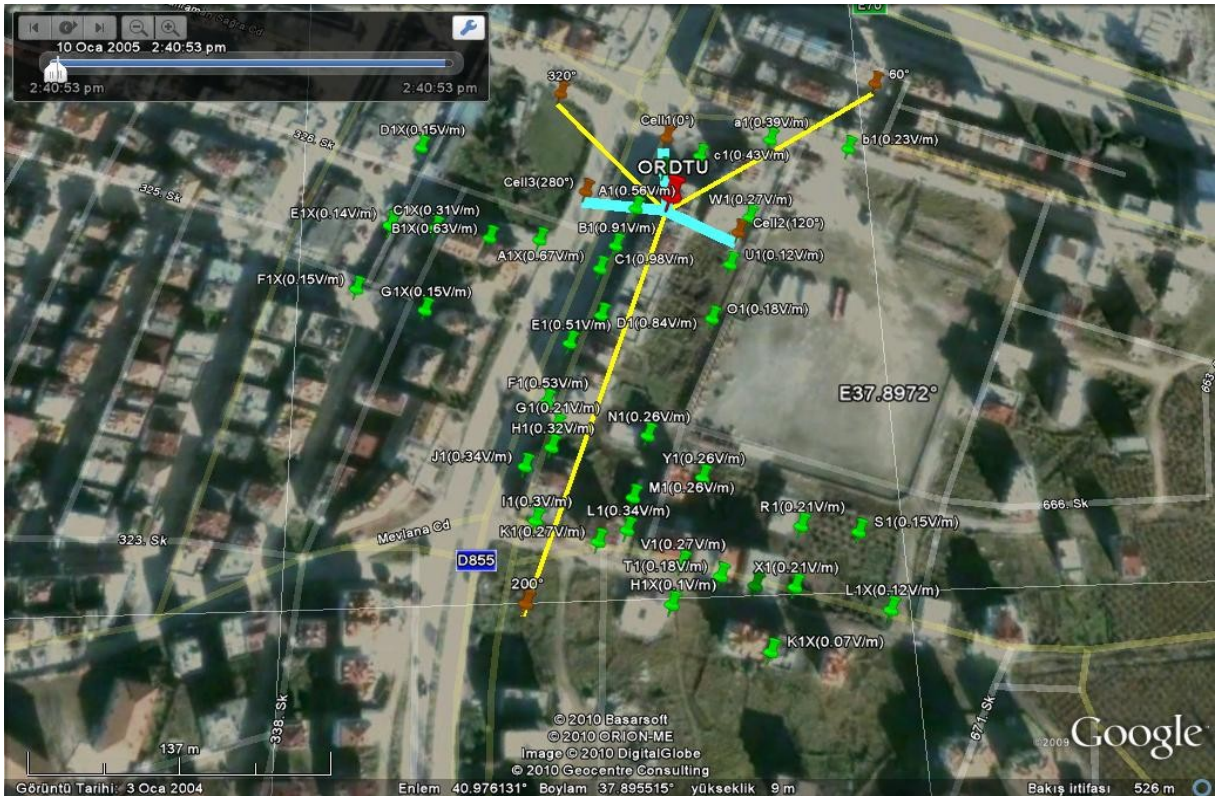 10 Oca 2005 2:40:53 pm
2:40:53 pm
2:40:53 pm
E70
320°
60°
Cell1(0°)
a1(0.39V/m)
D1X(0.15V/m)
b1(0.23V/m)
c1(0.43V/m)
326. Sk
ORDTU
Cell3(280°)
325. Sk
A1(0.56V/m)
W1(0.27V/m)
E1X(0.14V/m)
C1X(0.31V/m)
B1X(0.63V/m)
B1(0.91V/m)
Cell2(120°)
A1X(0.67V/m)
C1(0.98V/m)
U1(0.12V/m)
F1X(0.15V/m)
G1X(0.15V/m)
O1(0.18V/m)
E1(0.51V/m)
D1(0.84V/m)
F1(0.53V/m)
E37.8972°
G1(0.21V/m)
N1(0.26V/m)
H1(0.32V/m)
J1(0.34V/m)
Y1(0.26V/m)
M1(0.26V/m)
I1(0.3V/m)
L1(0.34V/m)
R1(0.21V/m)
666. Sk
S1(0.15V/m)
Mevlana Cd
K1(0.27V/m)
323. Sk
V1(0.27V/m)
D855
T1(0.18V/m)
X1(0.21V/m)
200°
H1X(0.1V/m)
L1X(0.12V/m)
K1X(0.07V/m)
338. Sk
671. Sk
© 2010 Basarsoft
© 2010 ORION-ME
Image © 2010 DigitalGlobe
© 2010 Geocentre Consulting
©2009 Google
137 m
Görüntü Tarihi: 3 Oca 2004
Enlem 40.976131° Boylam 37.895515° yükseklik 9 m
Bakış irtifası 526 m